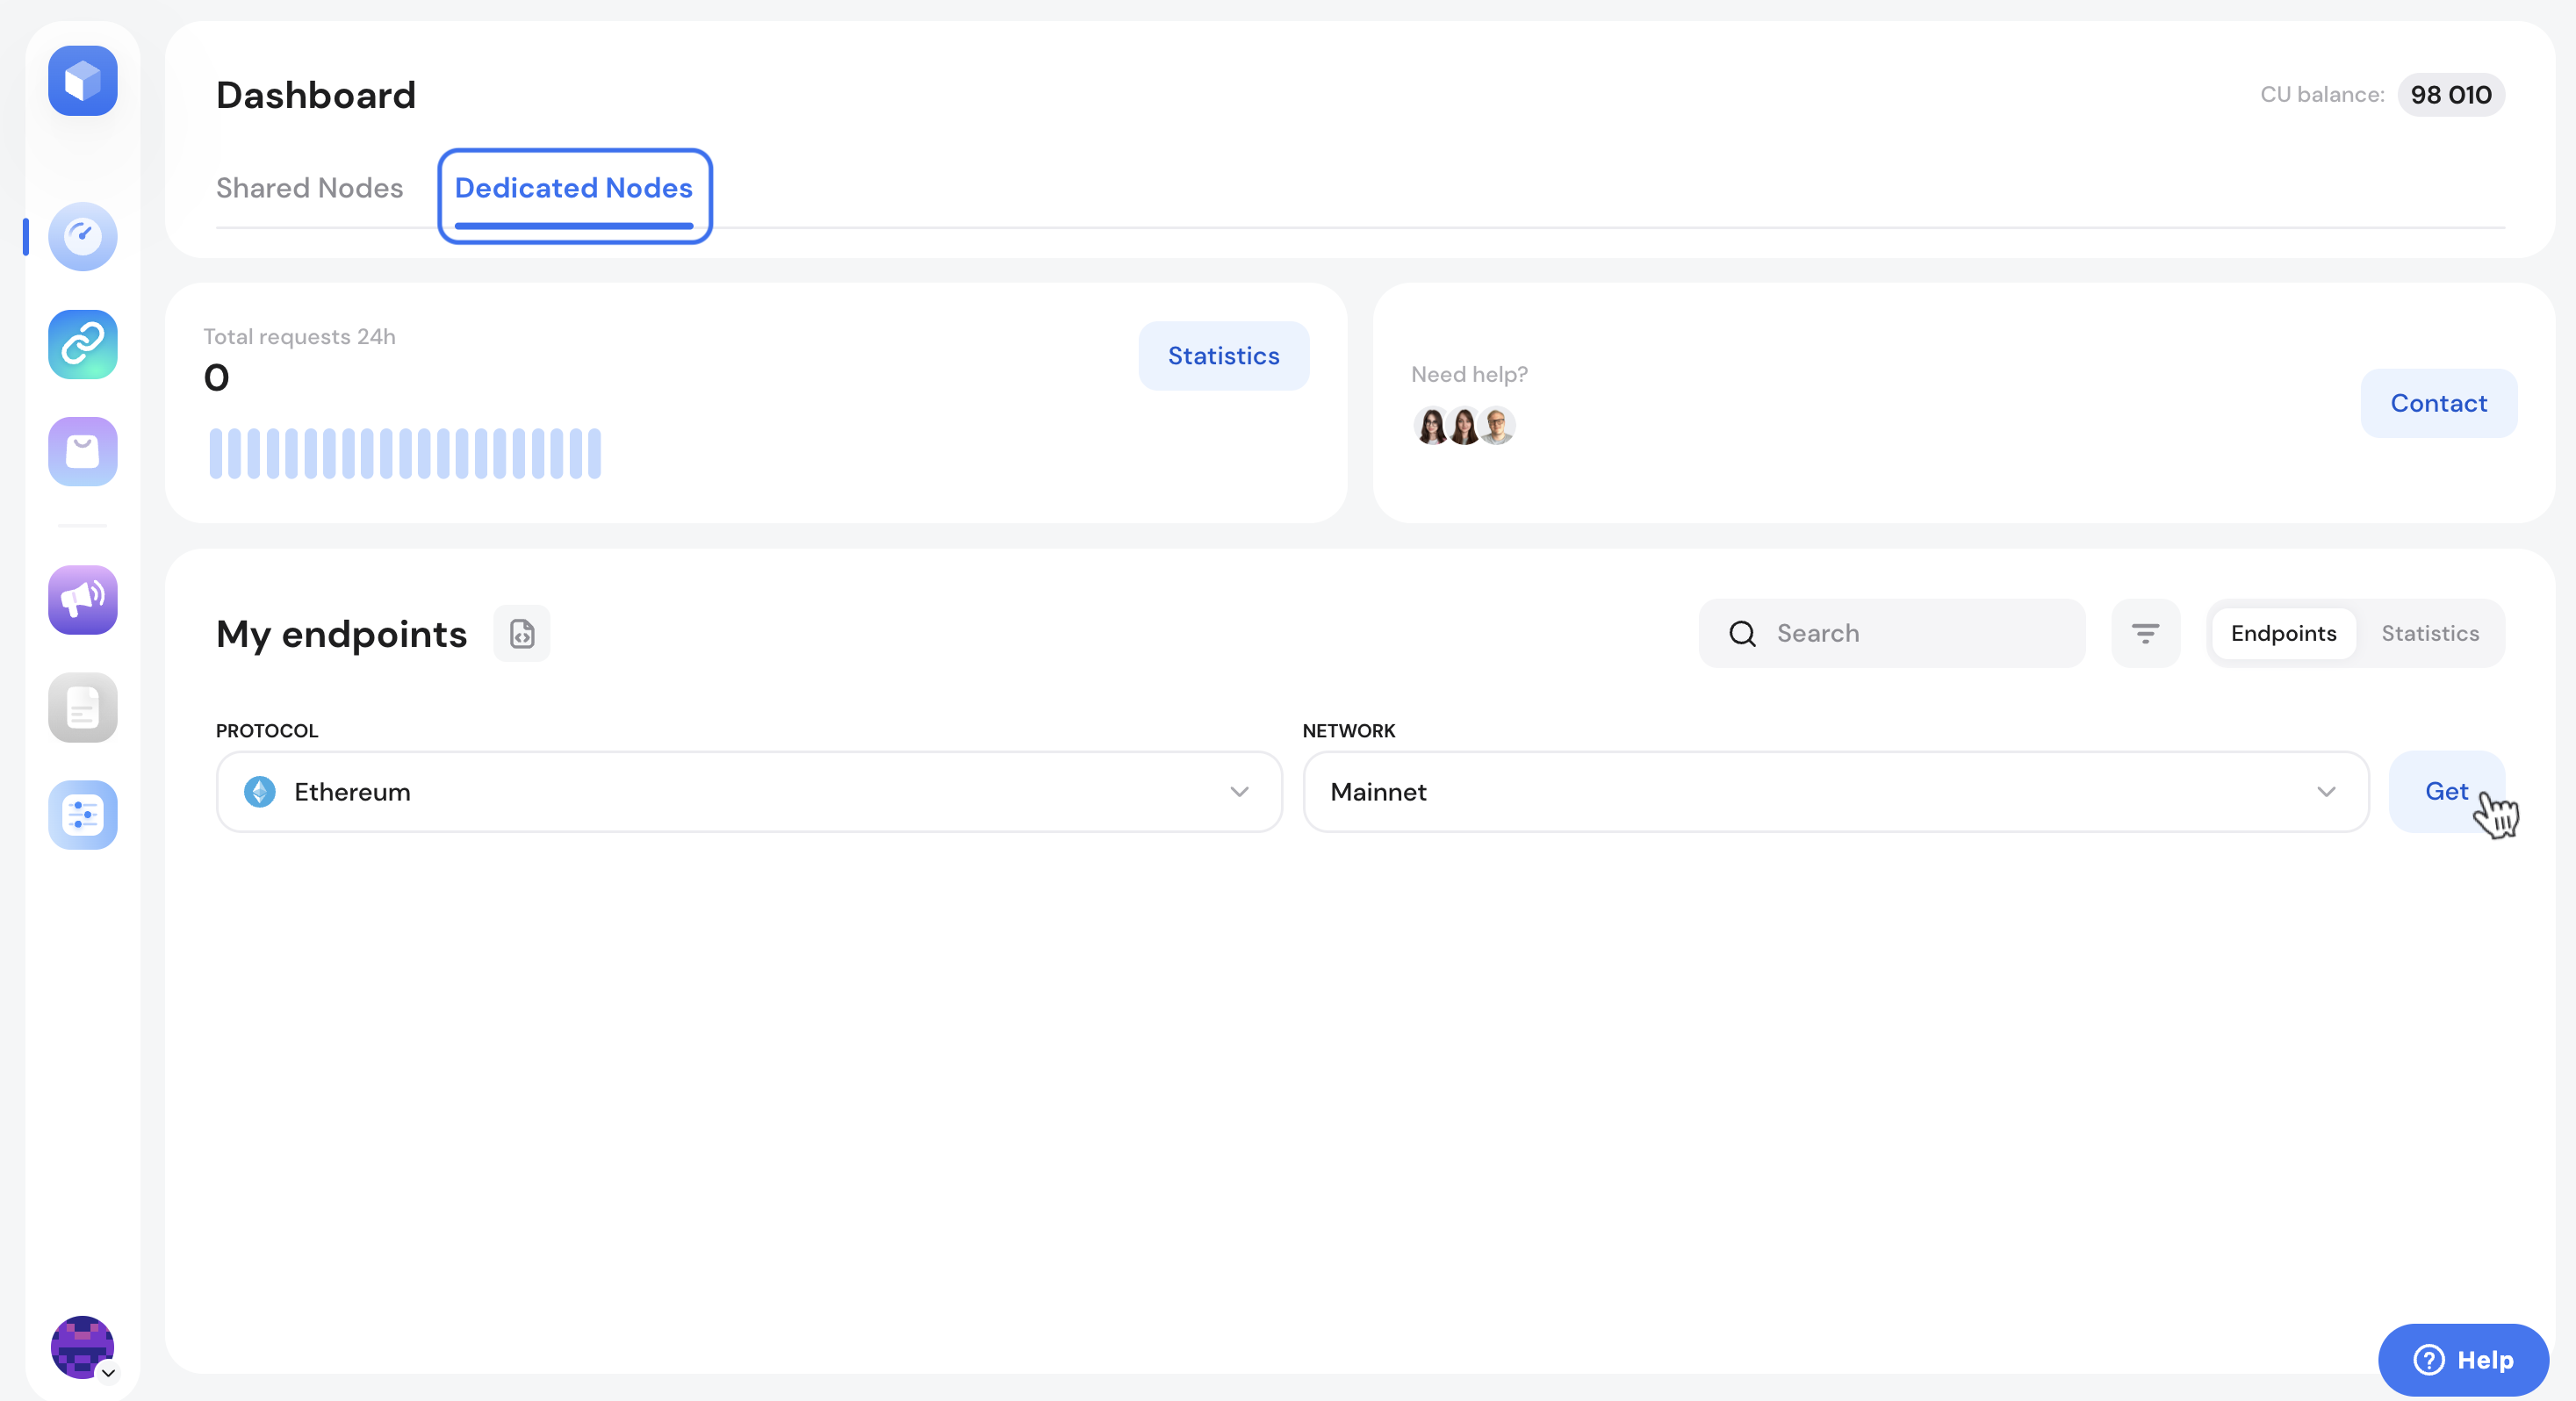 Dashboard
CU balance: 98 010
Shared Nodes
Dedicated Nodes
Total requests 24h
0
Statistics
Need help?
Contact
My endpoints
Search
Endpoints
Statistics
PROTOCOL
Ethereum
NETWORK
Mainnet
Get
Help